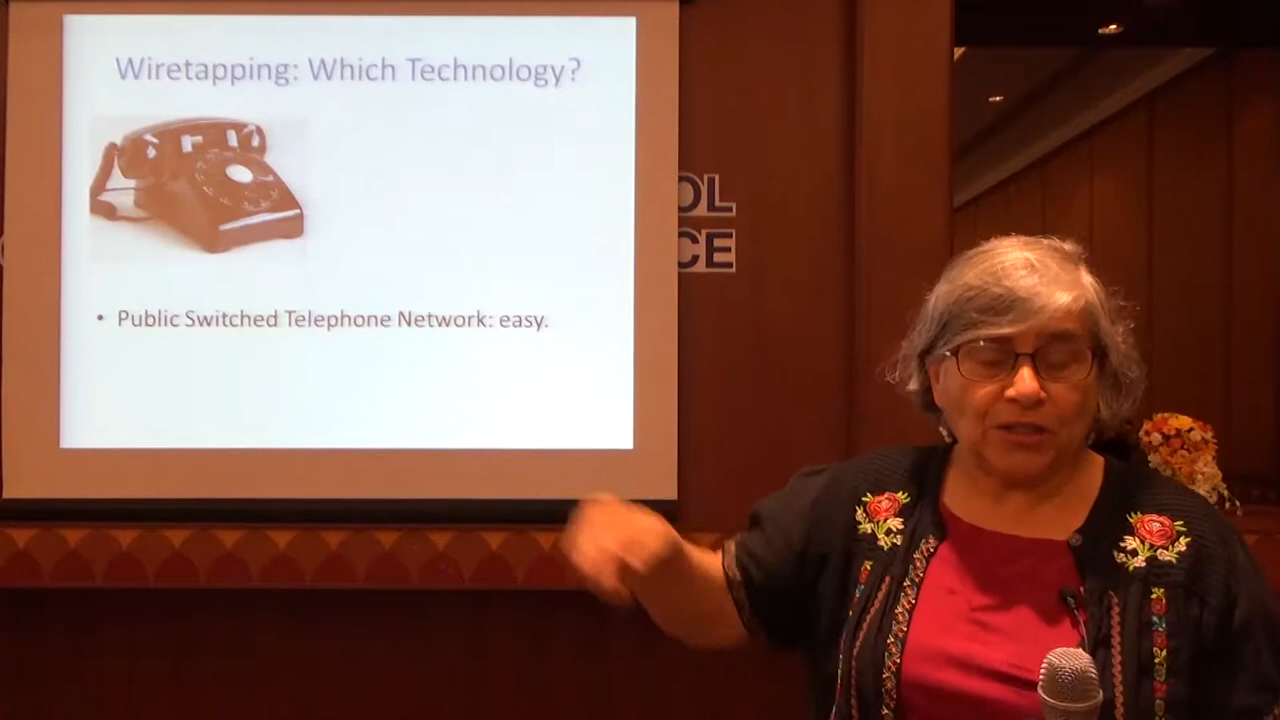 Wiretapping: Which Technology?
OL
CE
• Public Switched Telephone Network: easy.